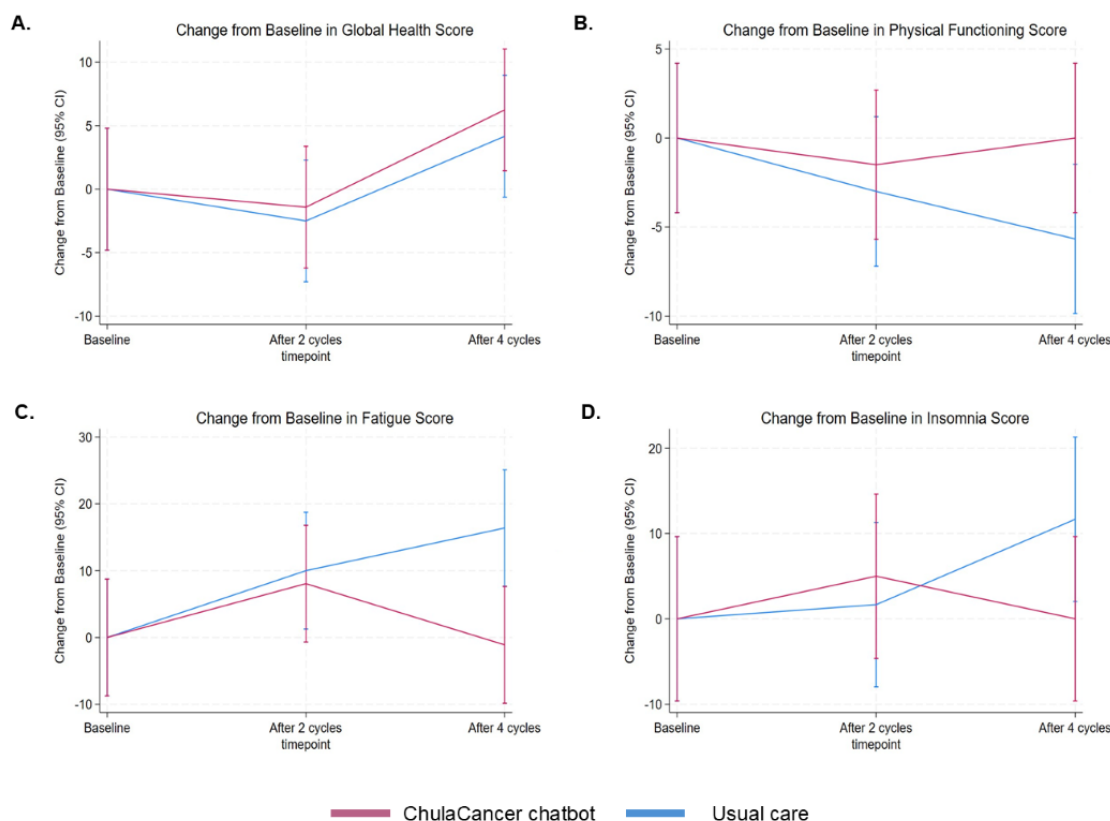 A.
Change from Baseline in Global Health Score
Change from Baseline (95% CI)
10
5
0
-5
-10
Baseline
After 2 cycles
After 4 cycles
timepoint
B.
Change from Baseline in Physical Functioning Score
Change from Baseline (95% CI)
5
0
-5
-10
Baseline
After 2 cycles
After 4 cycles
timepoint
C.
Change from Baseline in Fatigue Score
Change from Baseline (95% CI)
30
20
10
0
-10
Baseline
After 2 cycles
After 4 cycles
timepoint
D.
Change from Baseline in Insomnia Score
Change from Baseline (95% CI)
20
10
0
-10
Baseline
After 2 cycles
After 4 cycles
timepoint
ChulaCancer chatbot
Usual care